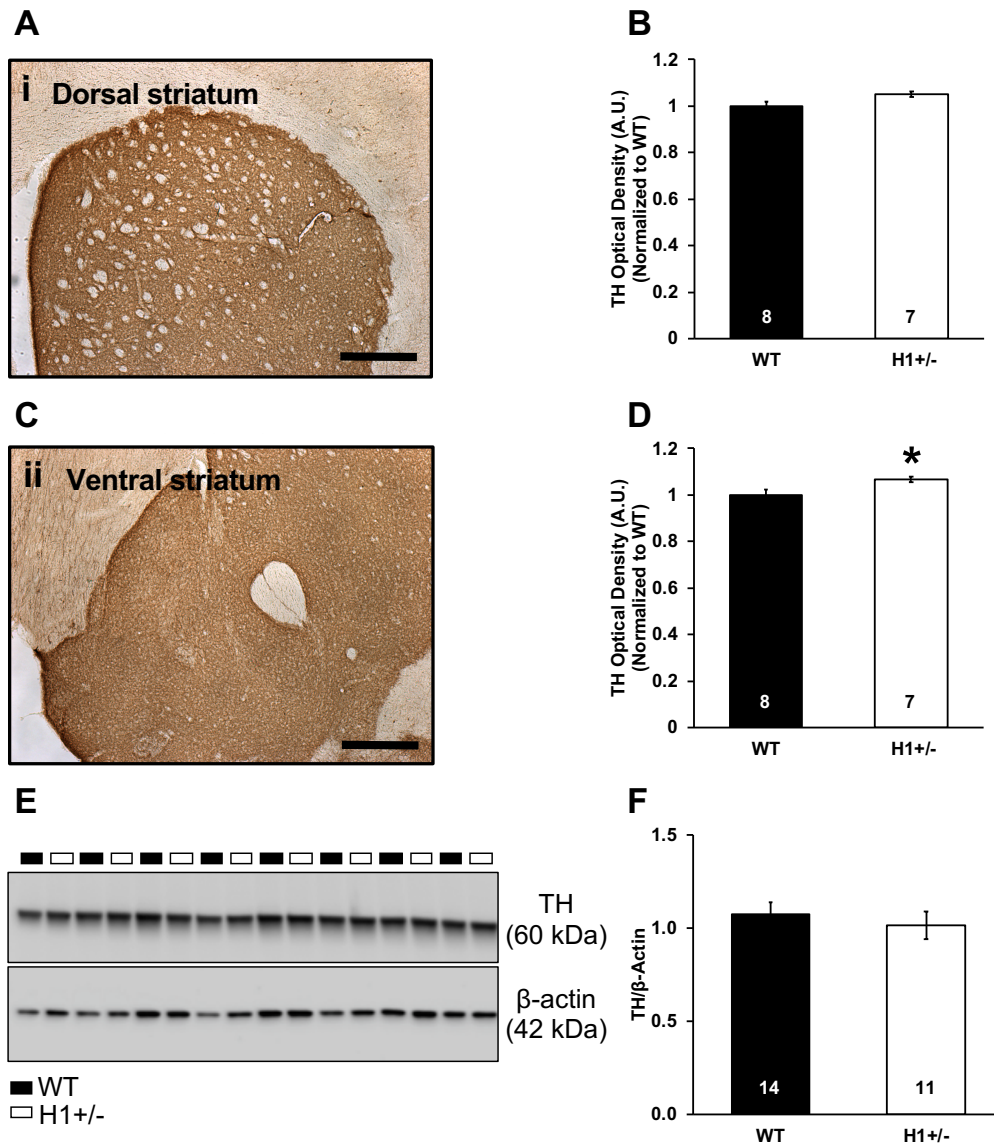 A
i Dorsal striatum
B
TH Optical Density (A.U.)
(Normalized to WT)
1.2
1
0.8
0.6
0.4
0.2
0
8
7
WT
H1+/-
C
ii Ventral striatum
D
TH Optical Density (A.U.)
(Normalized to WT)
1.2
1
0.8
0.6
0.4
0.2
0
*
8
7
WT
H1+/-
E
TH
(60 kDa)
β-actin
(42 kDa)
WT
H1+/-
F
TH/β-Actin
1.5
1.0
0.5
0.0
14
11
WT
H1+/-